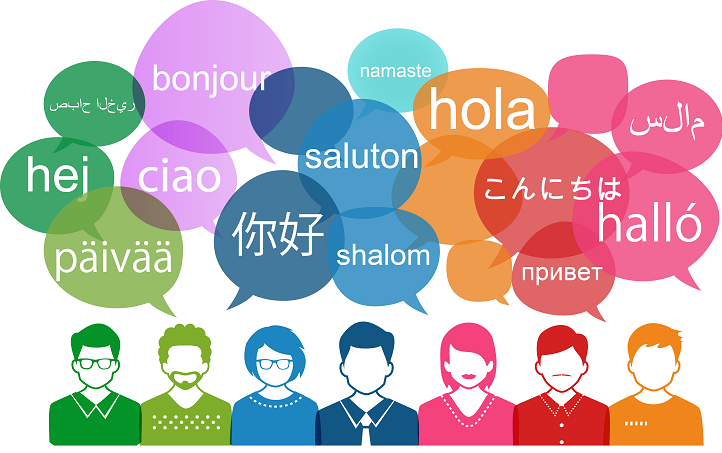 bonjour
namaste
صباح الخير
hola
سلام
saluton
hej
ciao
こんにちは
halló
你好
päivää
shalom
привет